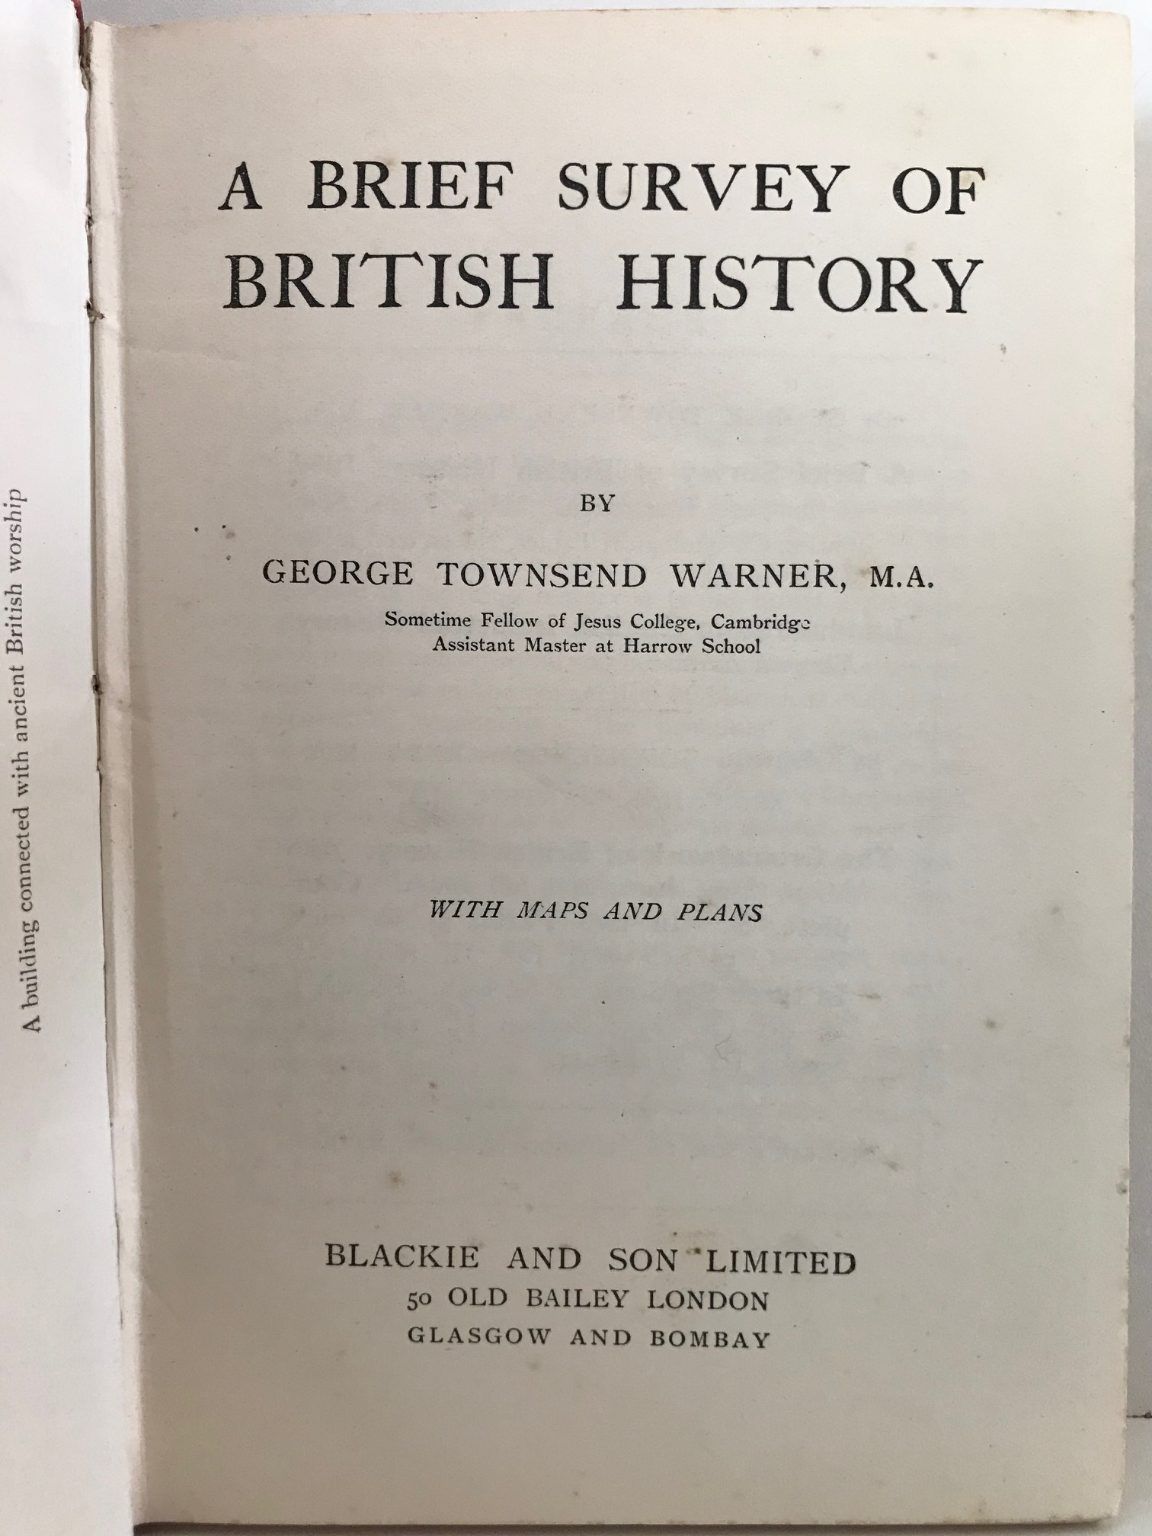 A BRIEF SURVEY OF
BRITISH HISTORY
BY
GEORGE TOWNSEND WARNER, M.A.
Sometime Fellow of Jesus College, Cambridge
Assistant Master at Harrow School
WITH MAPS AND PLANS
BLACKIE AND SON LIMITED
50 OLD BAILEY LONDON
GLASGOW AND BOMBAY
A building connected with ancient British worship